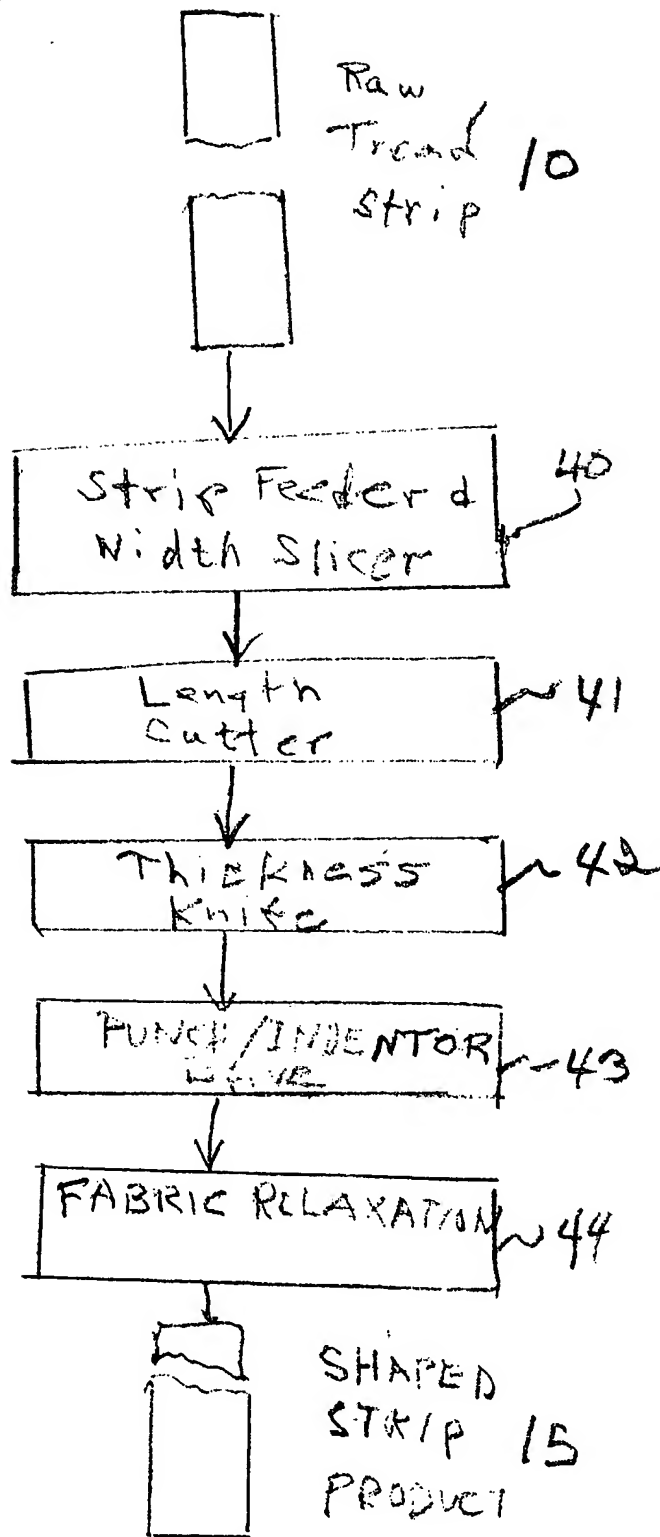 Raw
Tread
Strip 10
Strip Feeder &
Width Slicer
40
Length
Cutter
41
Thickness
Knife
42
PUNCH/INDENTOR
43
FABRIC RELAXATION
44
SHAPED
STRIP 15
PRODUCT